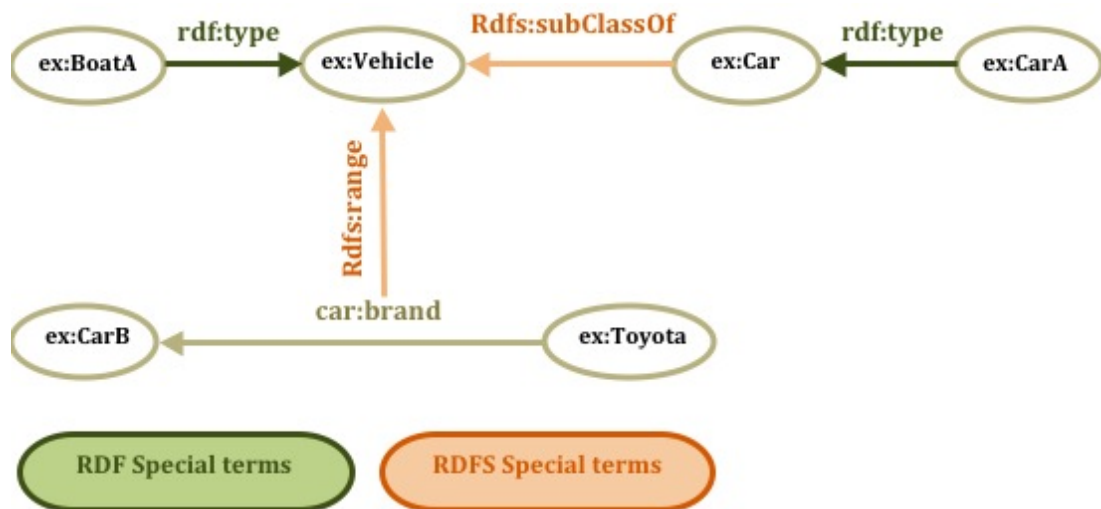 rdf:type
Rdfs:subClassOf
rdf:type
ex:BoatA
ex:Vehicle
ex:Car
ex:CarA
Rdfs:range
car:brand
ex:CarB
ex:Toyota
RDF Special terms
RDFS Special terms